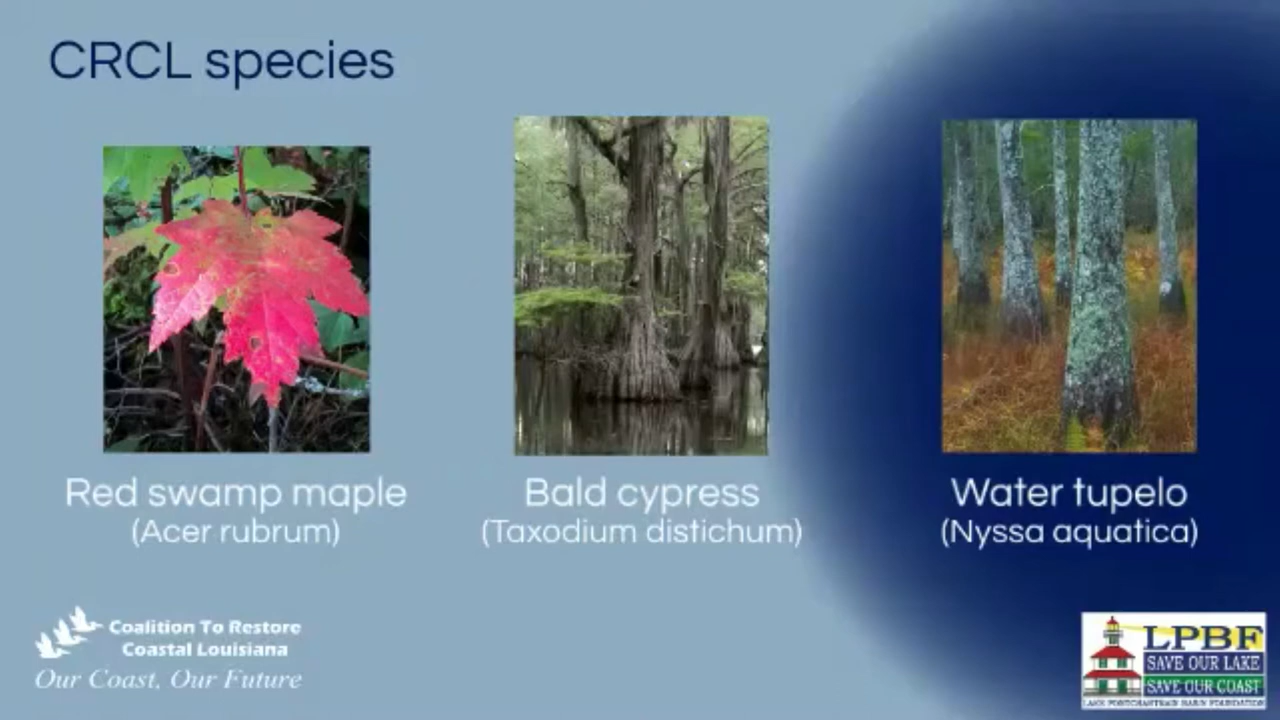 CRCL species
Red swamp maple
(Acer rubrum)
Bald cypress
(Taxodium distichum)
Water tupelo
(Nyssa aquatica)
Coalition To Restore
Coastal Louisiana
Our Coast, Our Future
LPBF
SAVE OUR LAKE
SAVE OUR COAST
LAKE PONTCHARTRAIN BASIN FOUNDATION